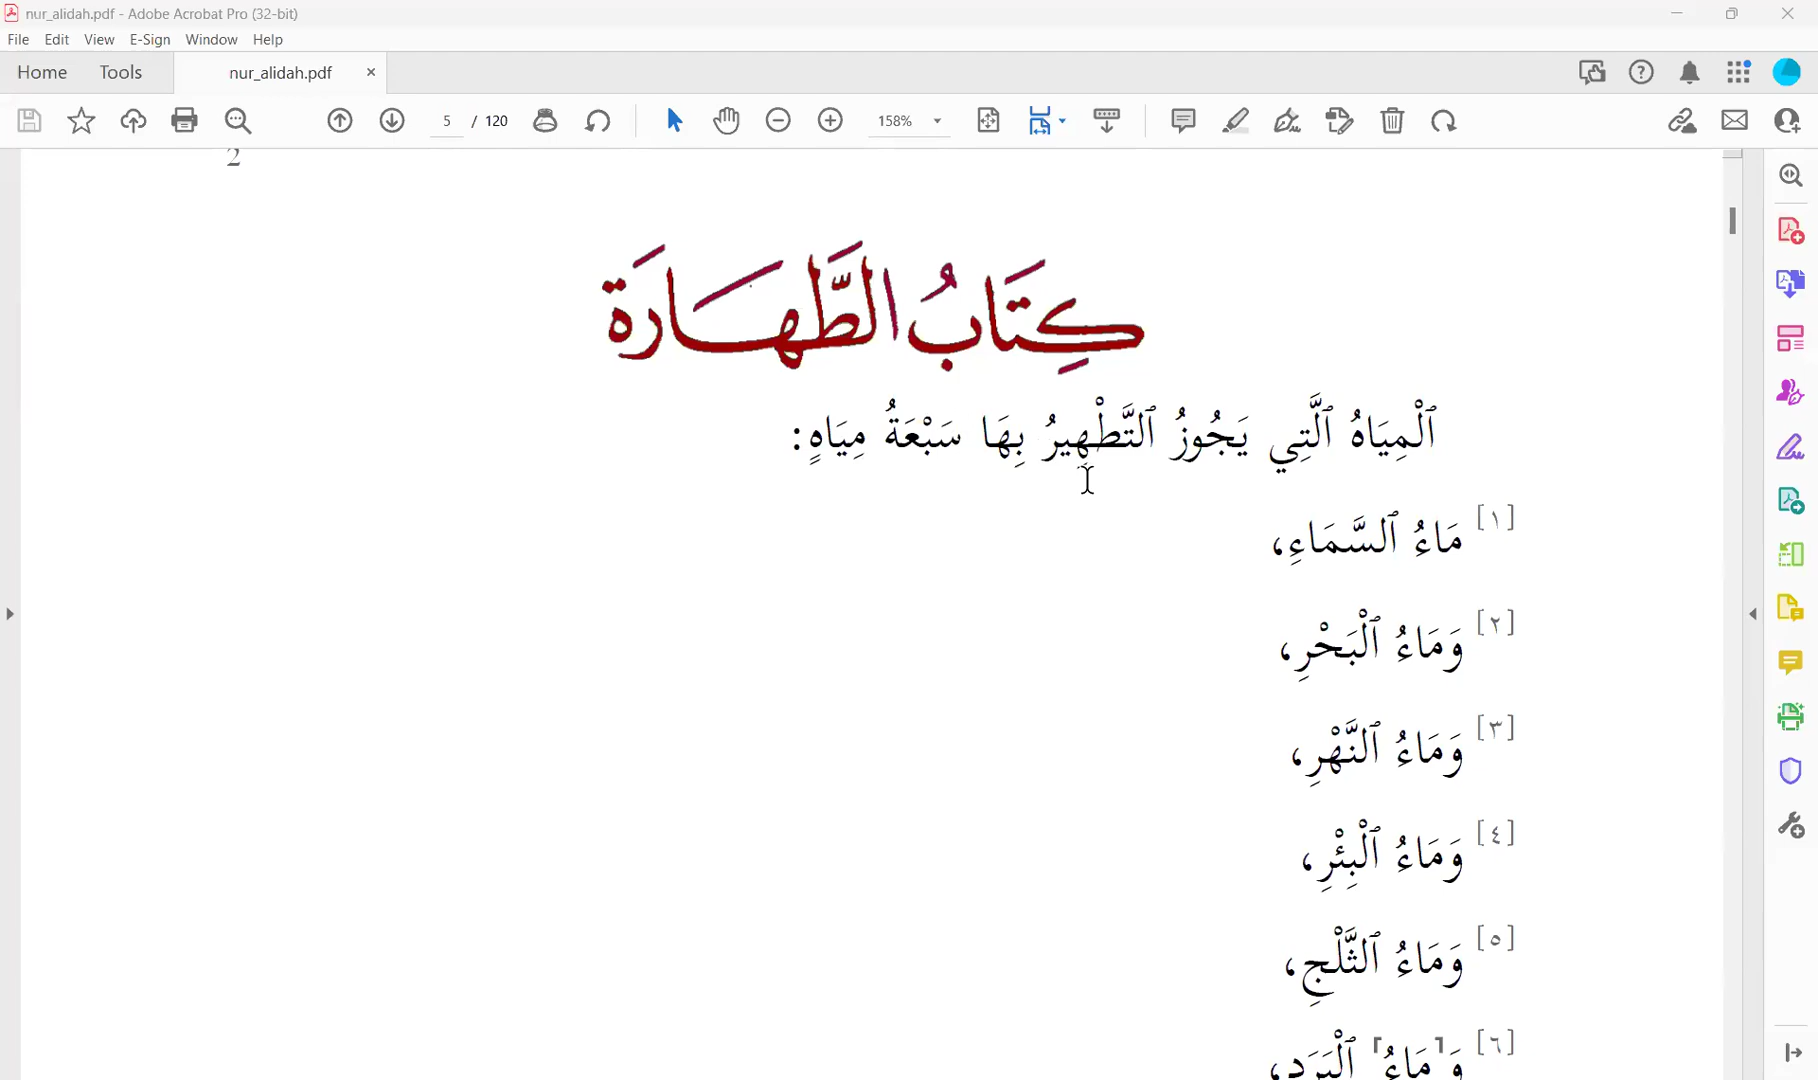 nur_alidah.pdf - Adobe Acrobat Pro (32-bit)
File Edit View E-Sign Window Help
Home Tools nur_alidah.pdf
5 / 120 158%
2
كِتَابُ الطَّهَارَة
ٱلْمِيَاهُ ٱلَّتِي يَجُوزُ ٱلتَّطْهِيرُ بِهَا سَبْعَةُ مِيَاهٍ:
[١] مَاءُ ٱلسَّمَاءِ،
[٢] وَمَاءُ ٱلْبَحْرِ،
[٣] وَمَاءُ ٱلنَّهْرِ،
[٤] وَمَاءُ ٱلْبِئْرِ،
[٥] وَمَاءُ ٱلثَّلْجِ،
[٦] وَ⸢مَاءُ⸣ ٱلْبَرَدِ،